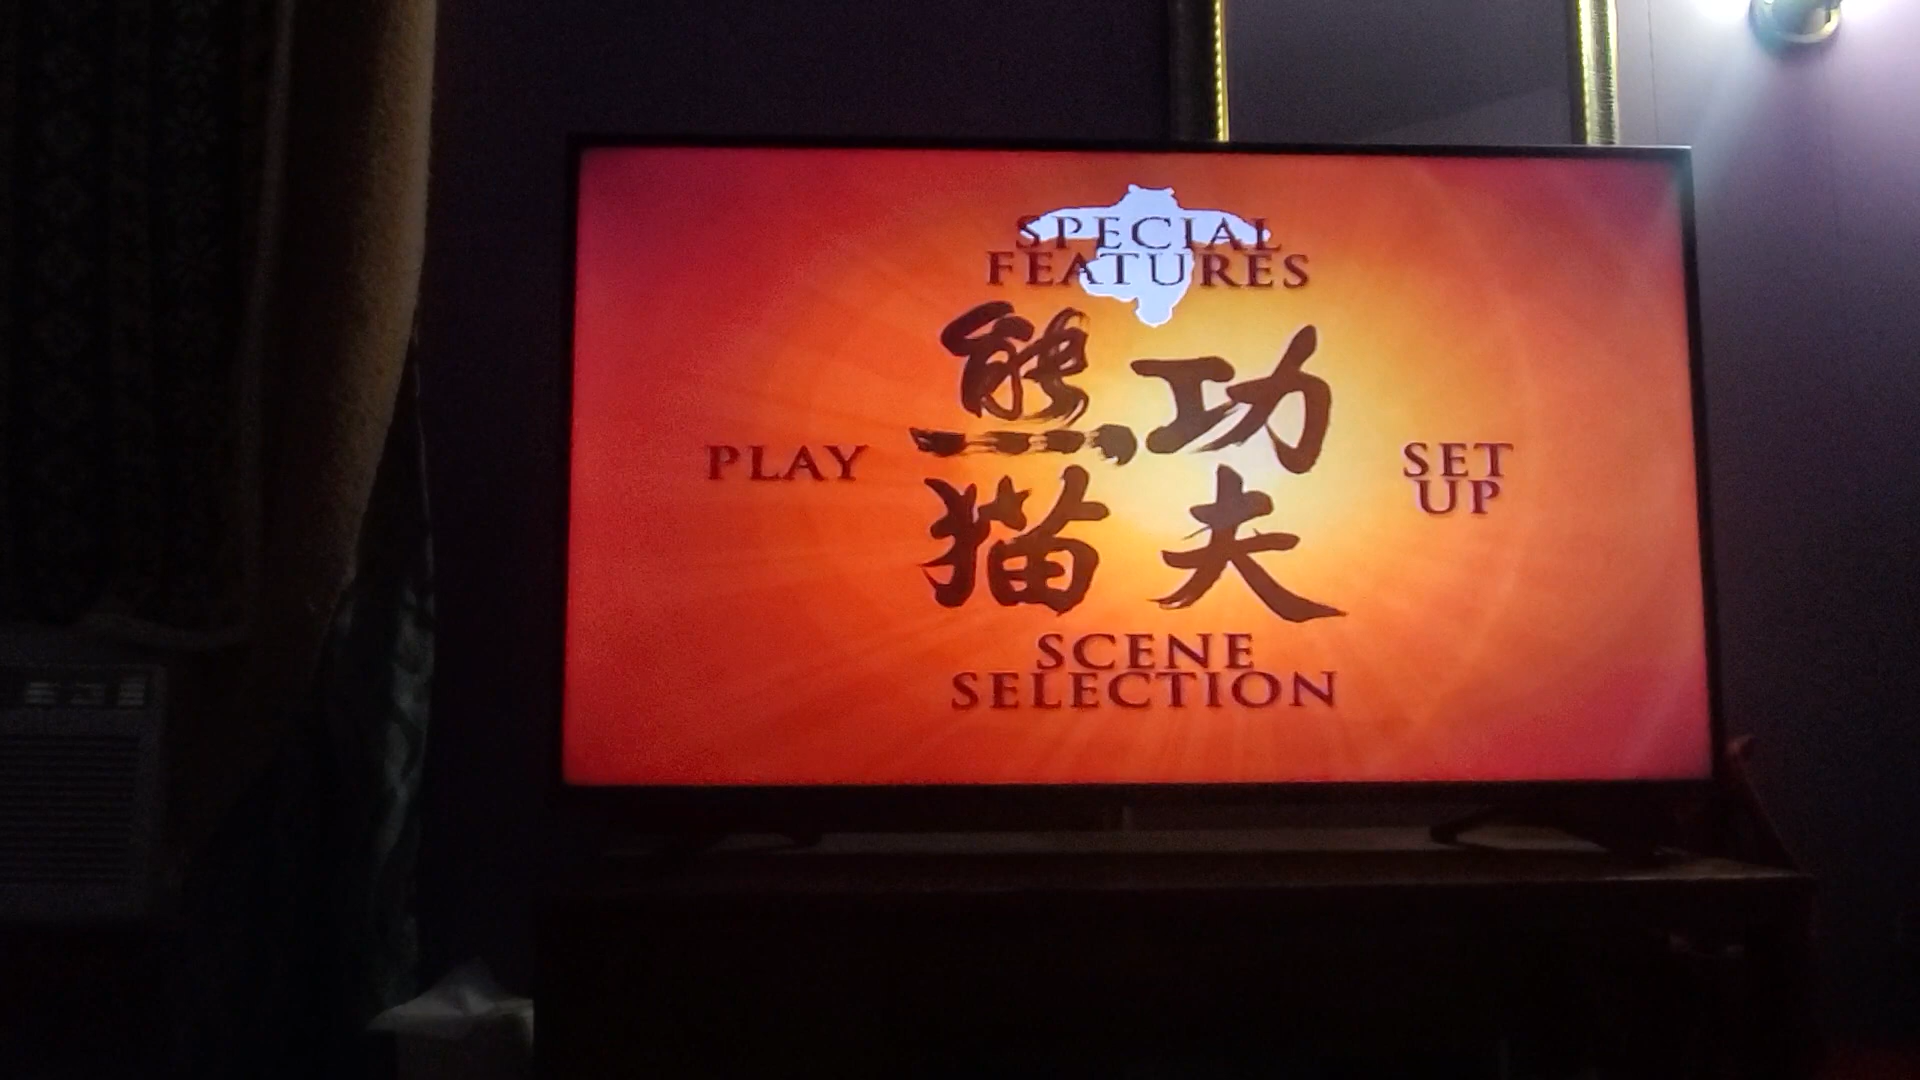 SPECIAL
FEATURES
熊功
猫夫
PLAY
SET
UP
SCENE
SELECTION